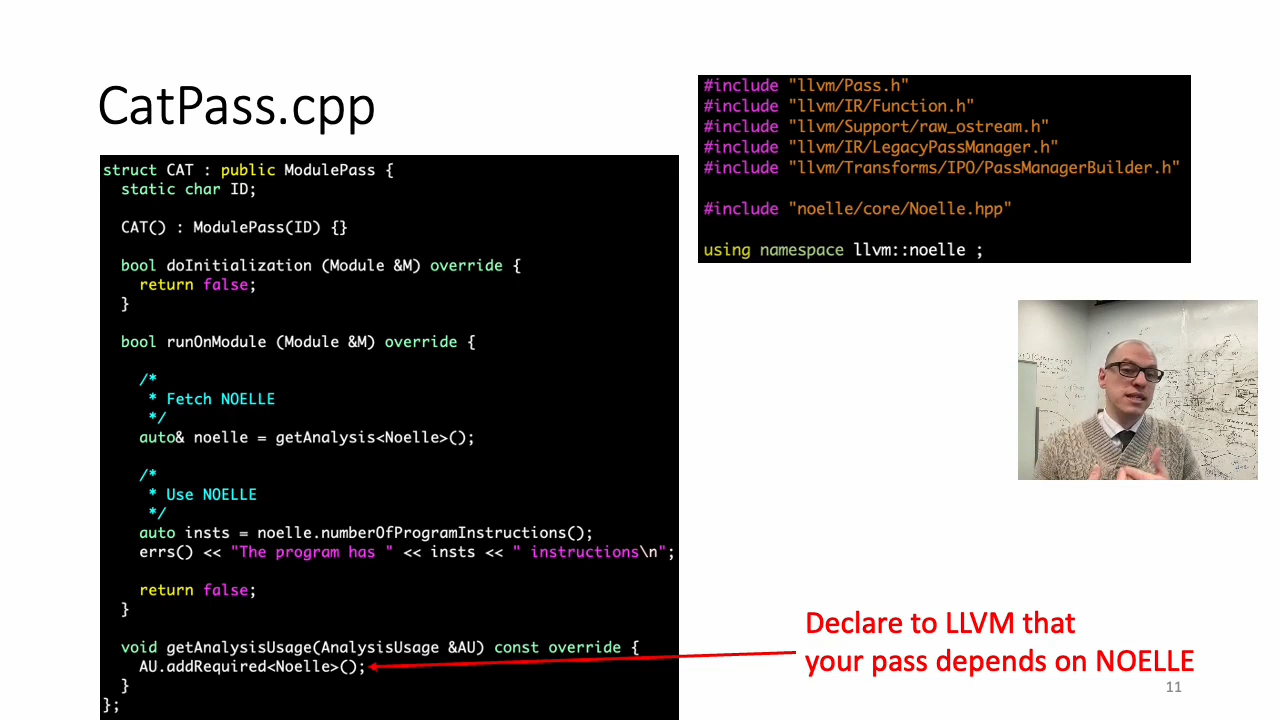 CatPass.cpp
struct CAT : public ModulePass {
static char ID;
CAT() : ModulePass(ID) {}
bool doInitialization (Module &M) override {
return false;
}
bool runOnModule (Module &M) override {
/*
* Fetch NOELLE
*/
auto& noelle = getAnalysis<Noelle>();
/*
* Use NOELLE
*/
auto insts = noelle.numberOfProgramInstructions();
errs() << "The program has " << insts << " instructions\n";
return false;
}
void getAnalysisUsage(AnalysisUsage &AU) const override {
AU.addRequired<Noelle>();
}
};
#include "llvm/Pass.h"
#include "llvm/IR/Function.h"
#include "llvm/Support/raw_ostream.h"
#include "llvm/IR/LegacyPassManager.h"
#include "llvm/Transforms/IPO/PassManagerBuilder.h"
#include "noelle/core/Noelle.hpp"
using namespace llvm::noelle ;
Declare to LLVM that
your pass depends on NOELLE
11